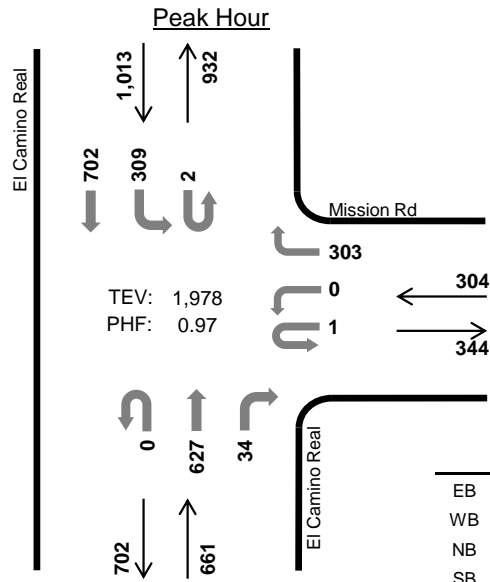 Peak Hour
El Camino Real
1,013
932
702
309
2
Mission Rd
303
0
304
TEV: 1,978
PHF: 0.97
1
344
0
627
34
El Camino Real
702
661
EB
WB
NB
SB